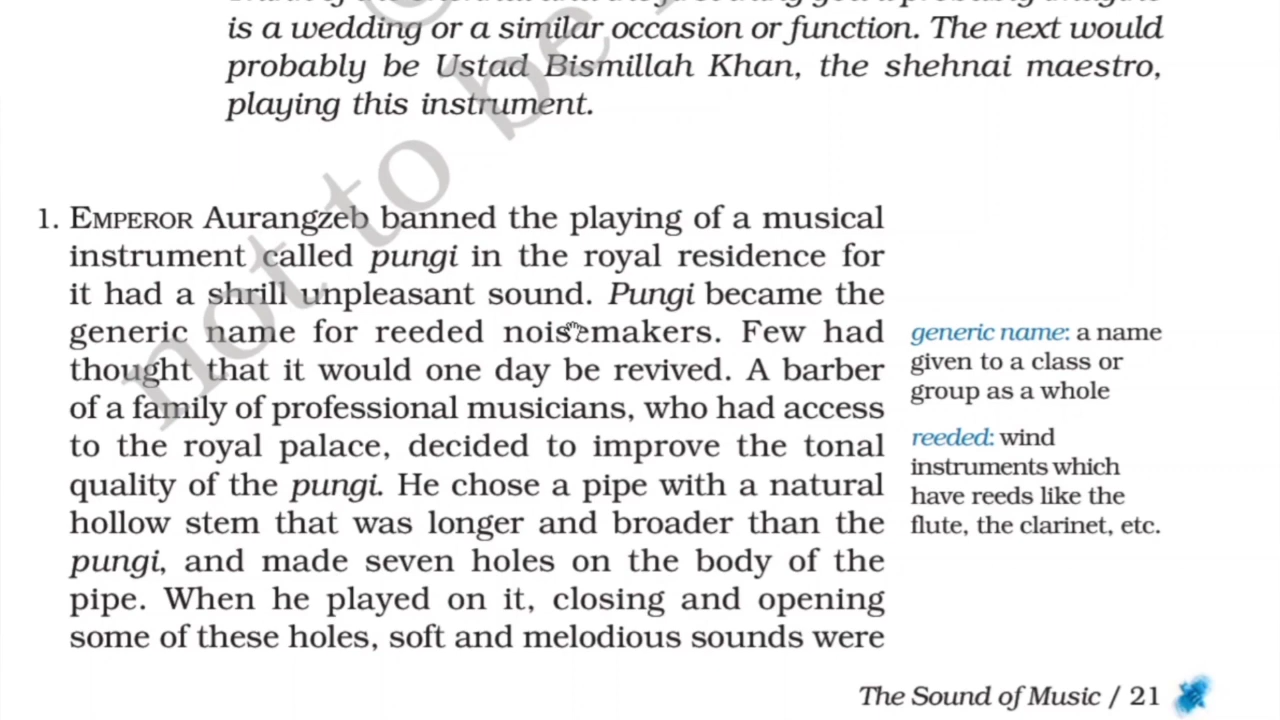 is a wedding or a similar occasion or function. The next would
probably be Ustad Bismillah Khan, the shehnai maestro,
playing this instrument.
not to be
1. EMPEROR Aurangzeb banned the playing of a musical
instrument called pungi in the royal residence for
it had a shrill unpleasant sound. Pungi became the
generic name for reeded noisemakers. Few had
thought that it would one day be revived. A barber
of a family of professional musicians, who had access
to the royal palace, decided to improve the tonal
quality of the pungi. He chose a pipe with a natural
hollow stem that was longer and broader than the
pungi, and made seven holes on the body of the
pipe. When he played on it, closing and opening
some of these holes, soft and melodious sounds were
generic name: a name
given to a class or
group as a whole
reeded: wind
instruments which
have reeds like the
flute, the clarinet, etc.
The Sound of Music / 21